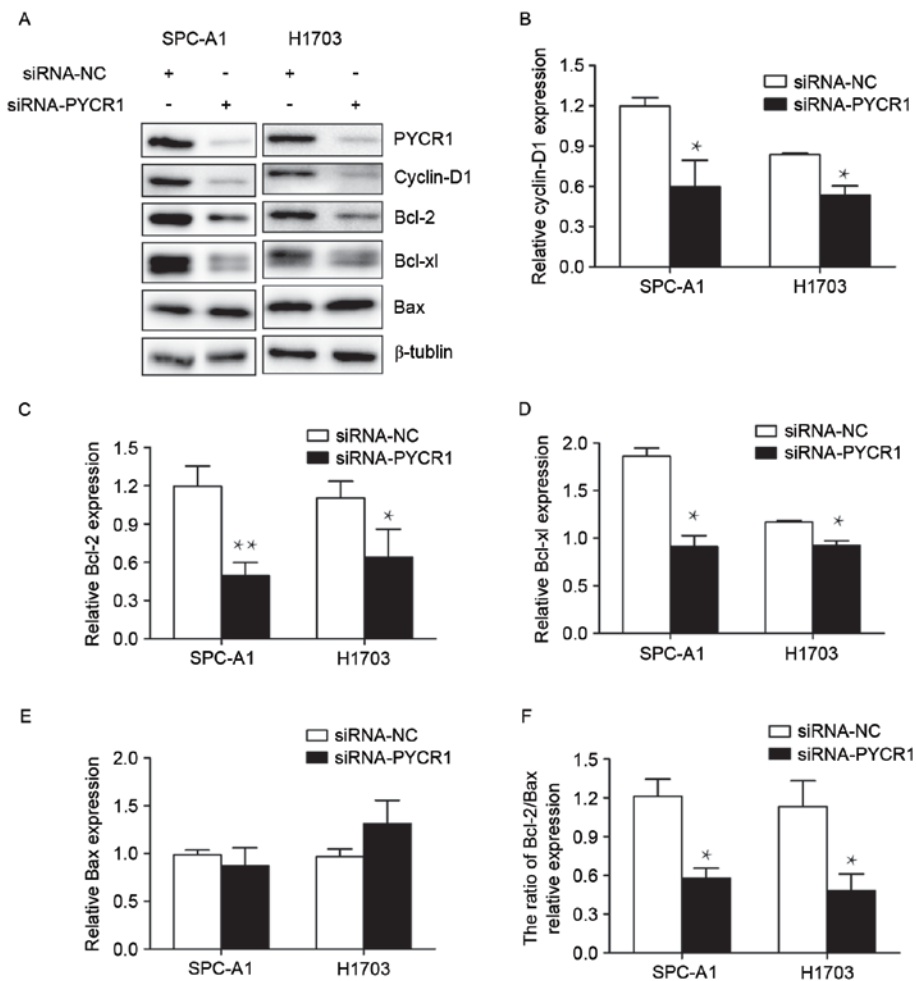 A
SPC-A1 H1703
siRNA-NC + - + -
siRNA-PYCR1 - + - +
PYCR1
Cyclin-D1
Bcl-2
Bcl-xl
Bax
β-tublin
B
siRNA-NC
siRNA-PYCR1
Relative cyclin-D1 expression
1.5
1.2
0.9
0.6
0.3
0.0
*
*
SPC-A1 H1703
C
siRNA-NC
siRNA-PYCR1
Relative Bcl-2 expression
1.5
1.2
0.9
0.6
0.3
0.0
**
*
SPC-A1 H1703
D
siRNA-NC
siRNA-PYCR1
Relative Bcl-xl expression
2.0
1.5
1.0
0.5
0.0
*
*
SPC-A1 H1703
E
siRNA-NC
siRNA-PYCR1
Relative Bax expression
2.0
1.5
1.0
0.5
0.0
SPC-A1 H1703
F
siRNA-NC
siRNA-PYCR1
The ratio of Bcl-2/Bax
relative expression
1.5
1.2
0.9
0.6
0.3
0.0
*
*
SPC-A1 H1703